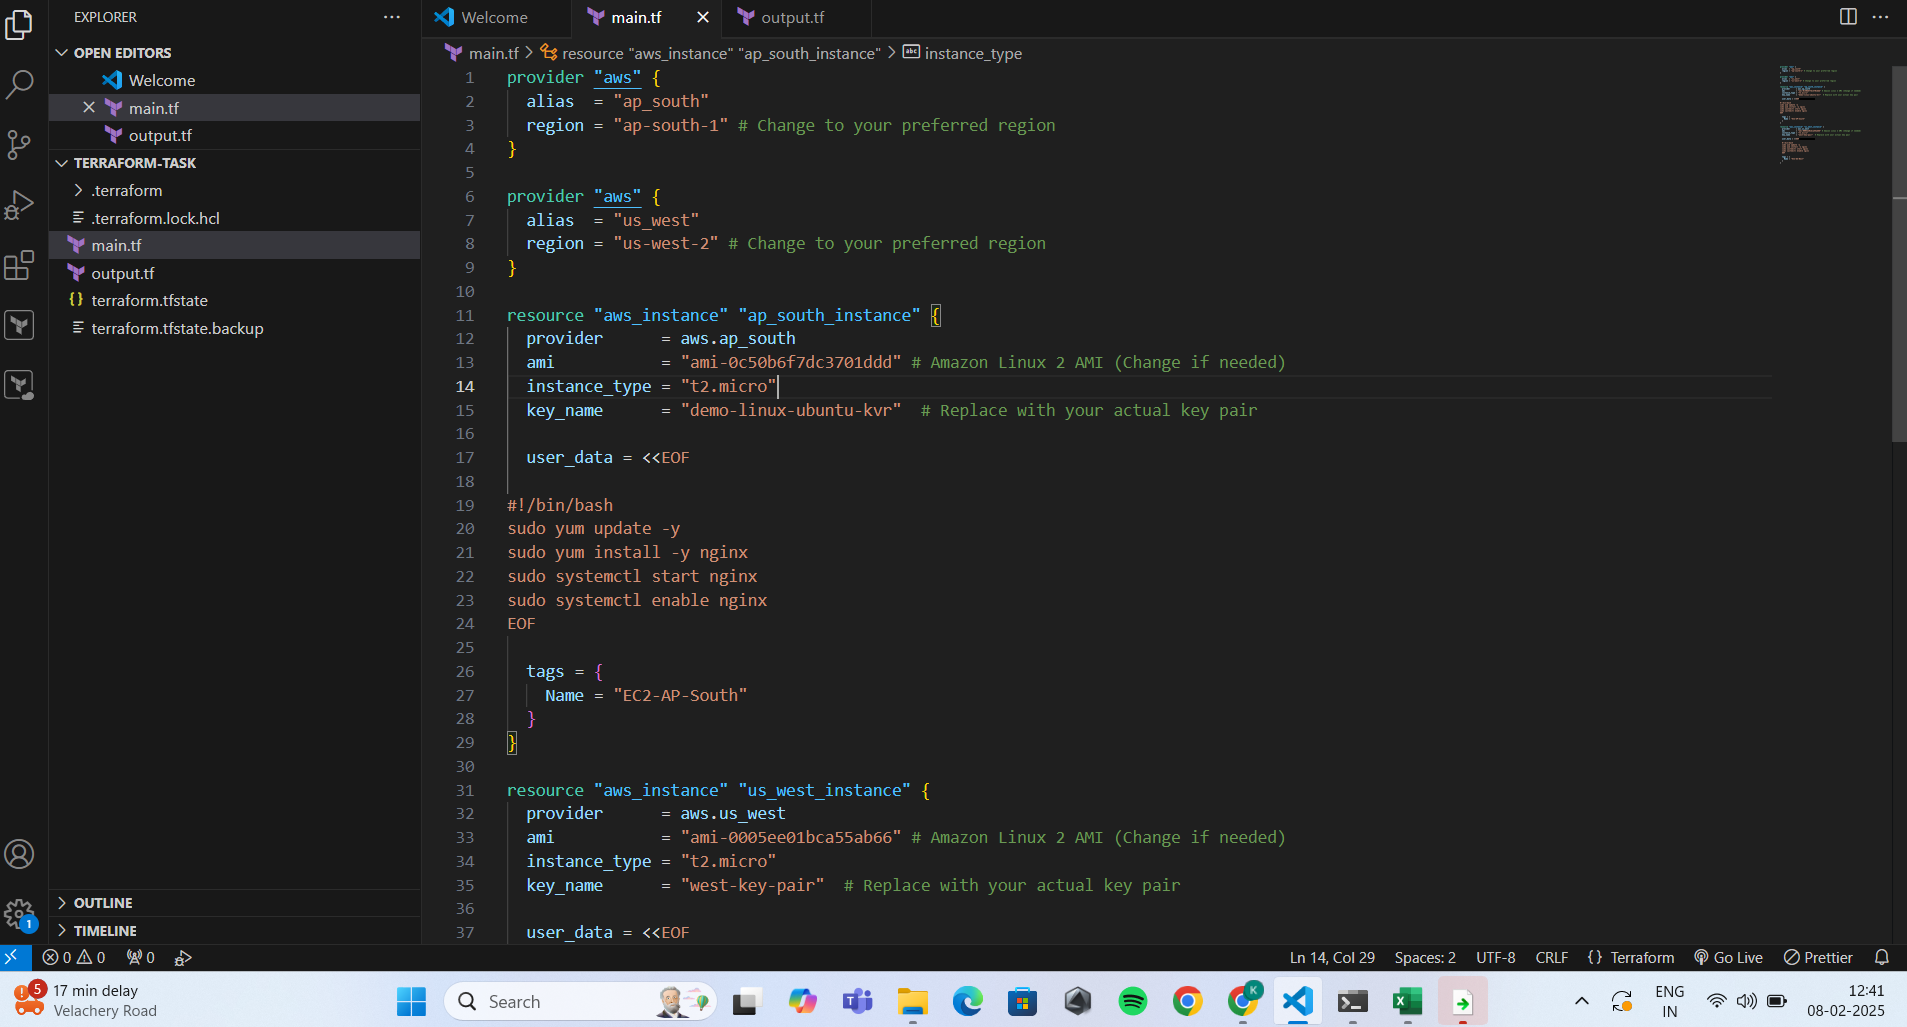 EXPLORER
OPEN EDITORS
Welcome
main.tf
output.tf
TERRAFORM-TASK
.terraform
.terraform.lock.hcl
main.tf
output.tf
terraform.tfstate
terraform.tfstate.backup
OUTLINE
TIMELINE
Welcome
main.tf
output.tf
main.tf > resource "aws_instance" "ap_south_instance" > instance_type
1 provider "aws" {
2   alias  = "ap_south"
3   region = "ap-south-1" # Change to your preferred region
4 }
5
6 provider "aws" {
7   alias  = "us_west"
8   region = "us-west-2" # Change to your preferred region
9 }
10
11 resource "aws_instance" "ap_south_instance" {
12   provider      = aws.ap_south
13   ami           = "ami-0c50b6f7dc3701ddd" # Amazon Linux 2 AMI (Change if needed)
14   instance_type = "t2.micro"
15   key_name      = "demo-linux-ubuntu-kvr"  # Replace with your actual key pair
16
17   user_data = <<EOF
18
19 #!/bin/bash
20 sudo yum update -y
21 sudo yum install -y nginx
22 sudo systemctl start nginx
23 sudo systemctl enable nginx
24 EOF
25
26   tags = {
27     Name = "EC2-AP-South"
28   }
29 }
30
31 resource "aws_instance" "us_west_instance" {
32   provider      = aws.us_west
33   ami           = "ami-0005ee01bca55ab66" # Amazon Linux 2 AMI (Change if needed)
34   instance_type = "t2.micro"
35   key_name      = "west-key-pair"  # Replace with your actual key pair
36
37   user_data = <<EOF
1
0 0 0
Ln 14, Col 29 Spaces: 2 UTF-8 CRLF {} Terraform Go Live Prettier
5
17 min delay
Velachery Road
Search
K
ENG
IN
12:41
08-02-2025